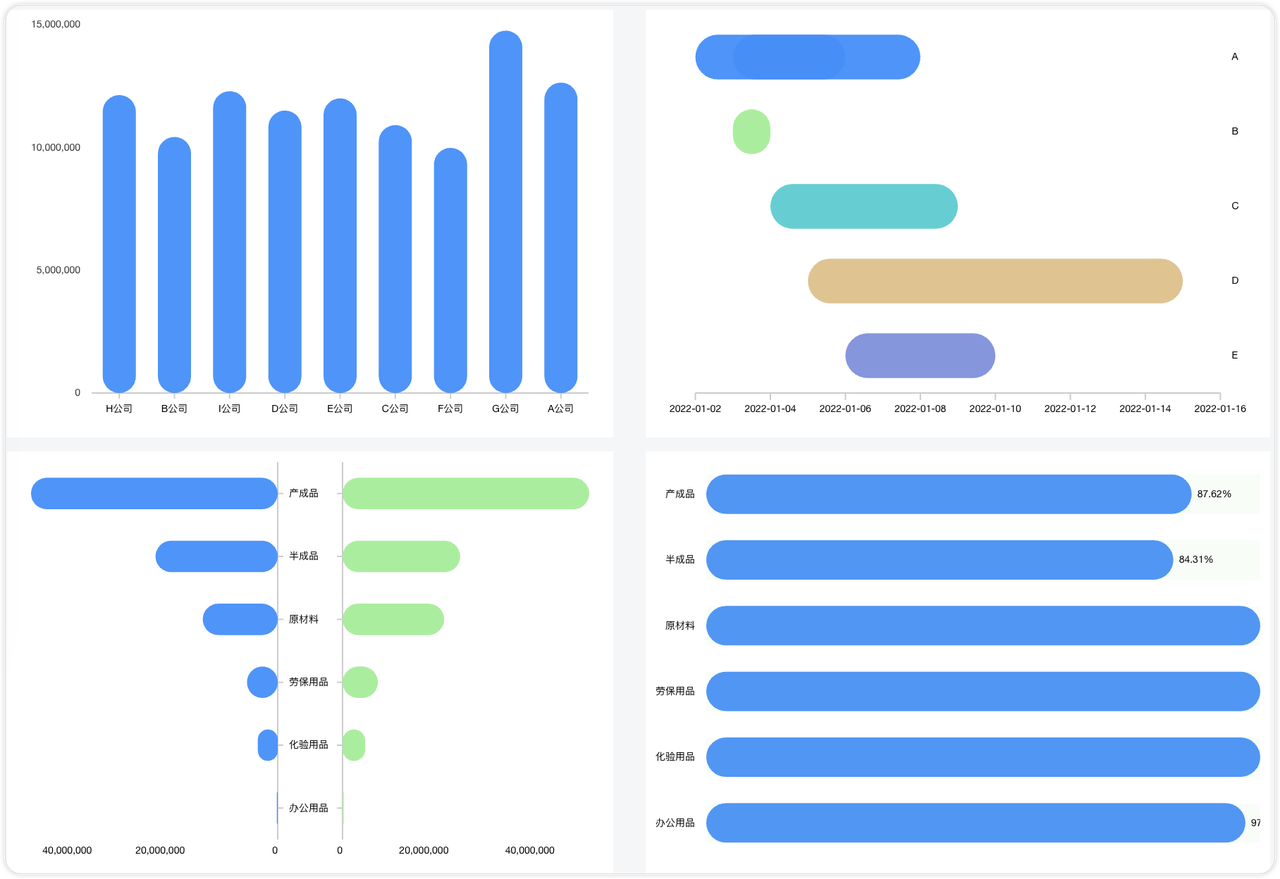 15,000,000
10,000,000
5,000,000
0
H公司 B公司 I公司 D公司 E公司 C公司 F公司 G公司 A公司
A
B
C
D
E
2022-01-02 2022-01-04 2022-01-06 2022-01-08 2022-01-10 2022-01-12 2022-01-14 2022-01-16
产成品
半成品
原材料
劳保用品
化验用品
办公用品
40,000,000 20,000,000 0 0 20,000,000 40,000,000
产成品 87.62%
半成品 84.31%
原材料
劳保用品
化验用品
办公用品 97